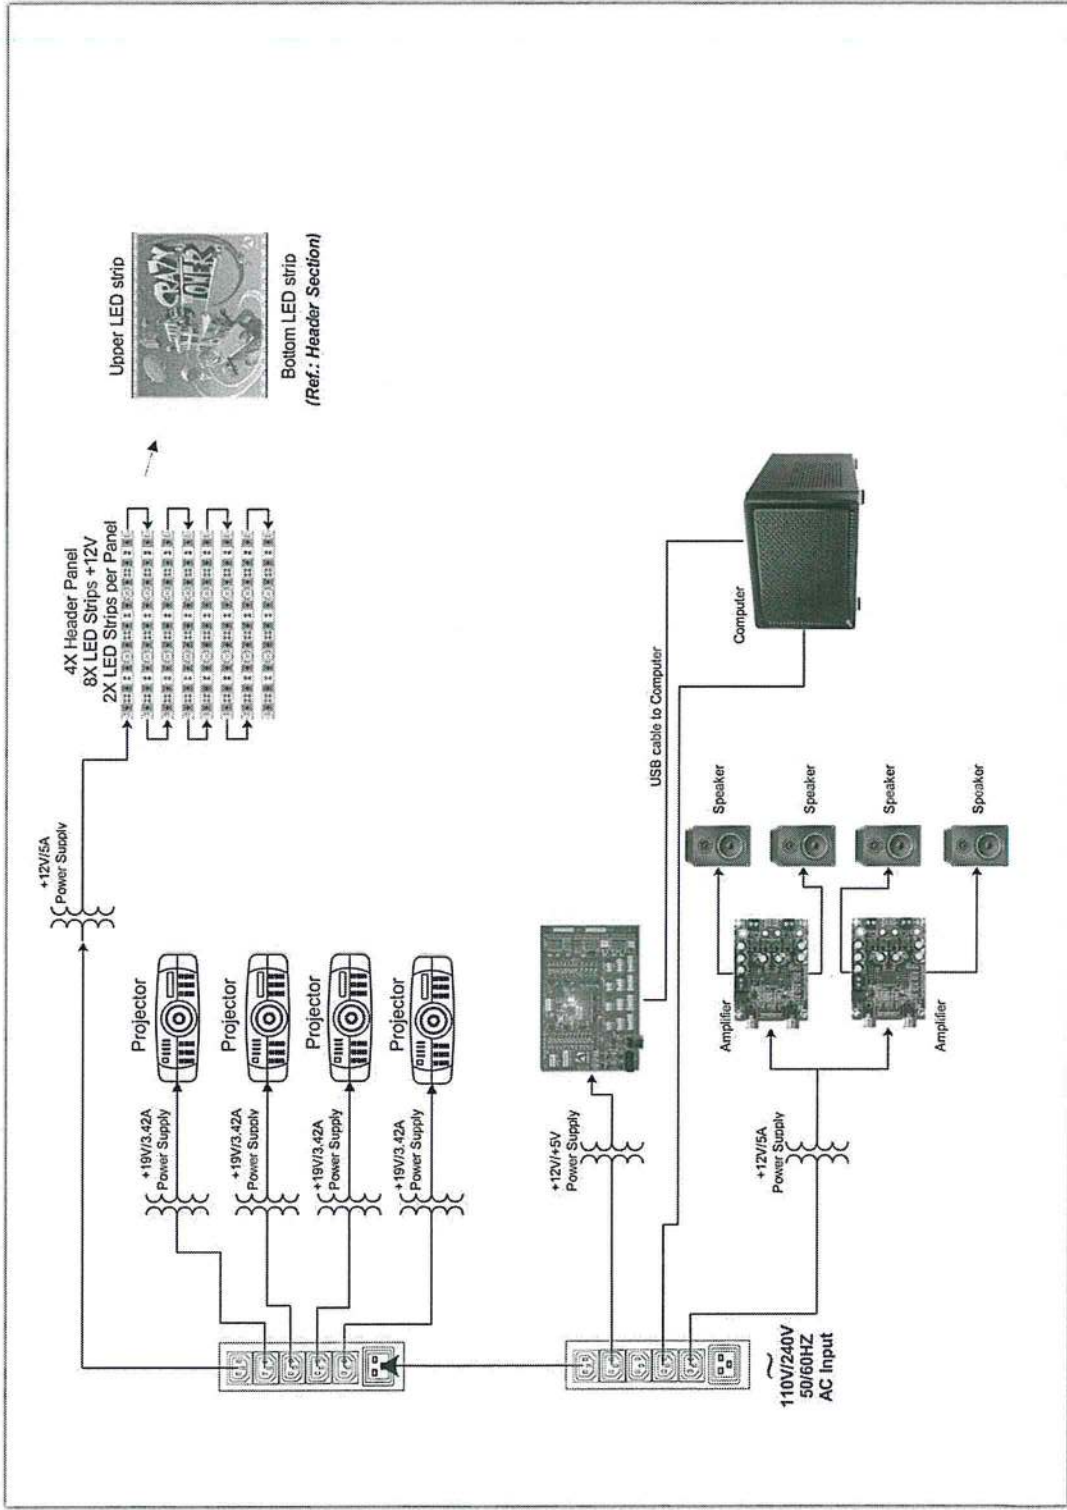 4X Header Panel
8X LED Strips +12V
2X LED Strips per Panel
Upper LED strip
CRAZY
TOWER
Bottom LED strip
(Ref.: Header Section)
+12V/5A
Power Supply
Projector
Projector
Projector
Projector
+19V/3.42A
Power Supply
+19V/3.42A
Power Supply
+19V/3.42A
Power Supply
+19V/3.42A
Power Supply
+12V/+5V
Power Supply
USB cable to Computer
Computer
+12V/5A
Power Supply
Amplifier
Amplifier
Speaker
Speaker
Speaker
Speaker
~
110V/240V
50/60HZ
AC Input